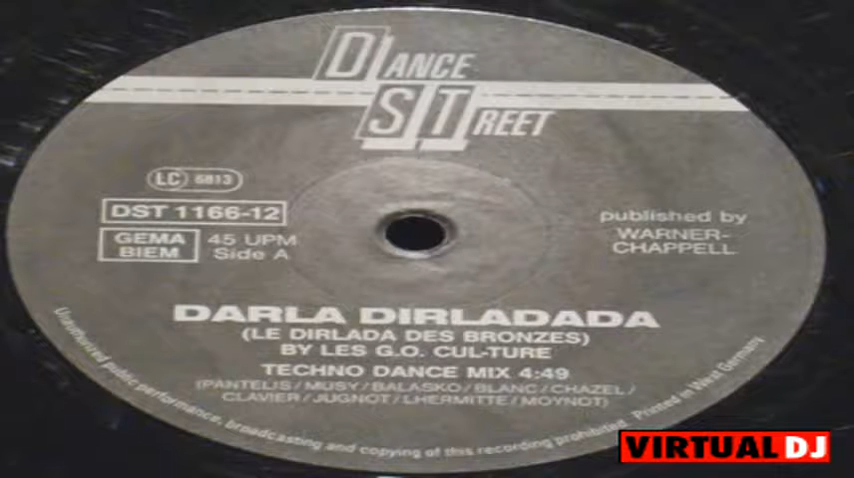 DANCE
STREET
LC 6813
DST 1166-12
GEMA
BIEM
45 UPM
Side A
published by
WARNER-
CHAPPELL
DARLA DIRLADADA
(LE DIRLADA DES BRONZES)
BY LES G.O. CUL-TURE
TECHNO DANCE MIX 4:49
(PANTELIS/MUSY/BALASKO/BLANC/CHAZEL/
CLAVIER/JUGNOT/LHERMITTE/MOYNOT)
Unauthorized public performance, broadcasting and copying of this recording prohibited. Printed in West Germany
VIRTUAL DJ